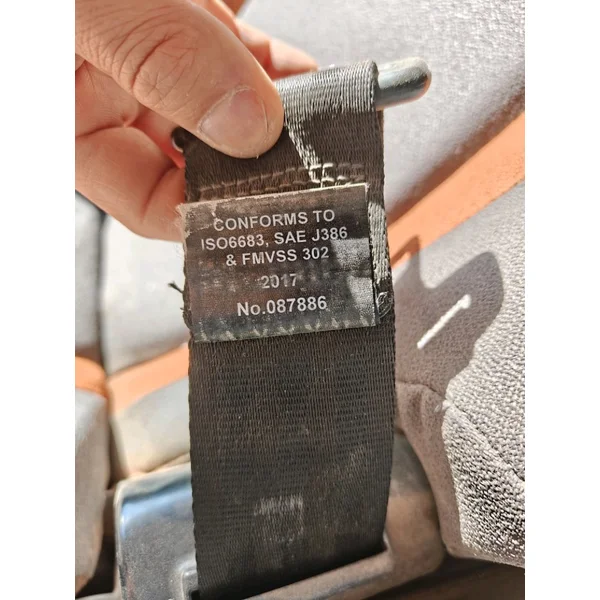 CONFORMS TO
ISO6683, SAE J386
& FMVSS 302
2017
No.087886